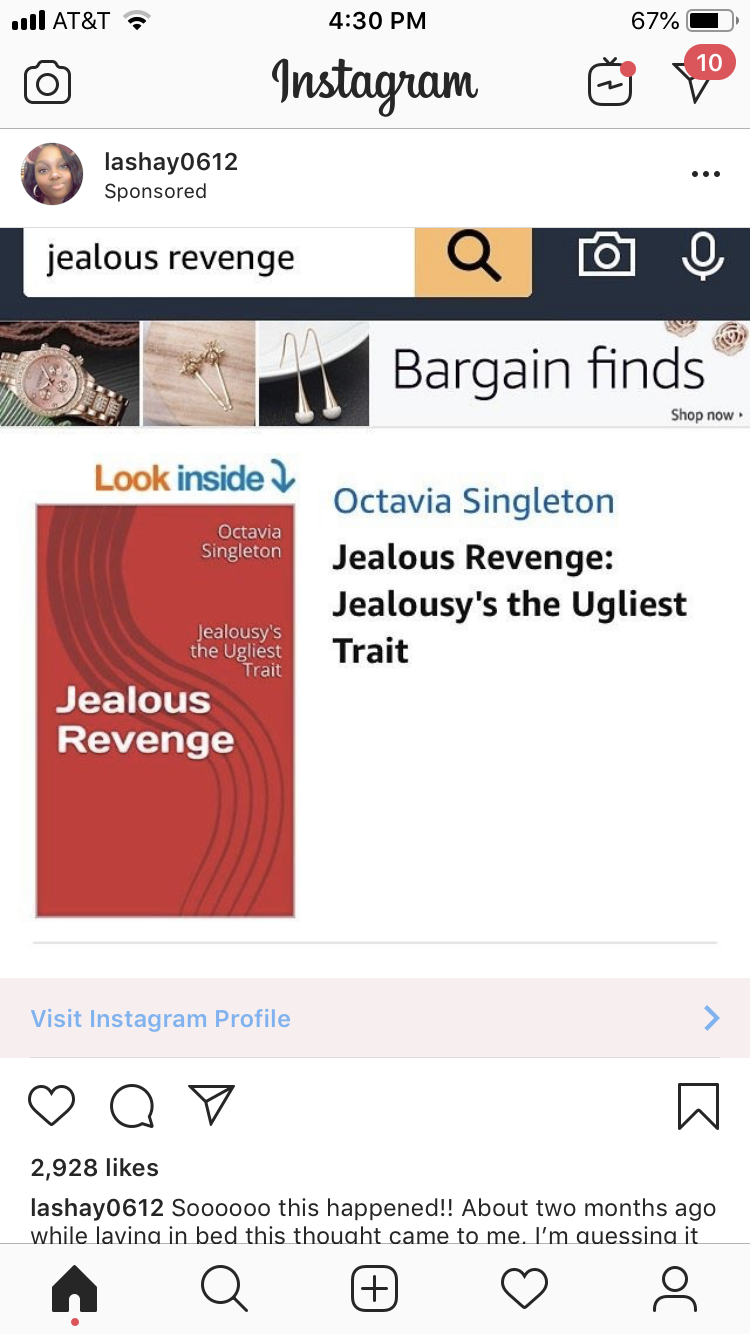 AT&T 4:30 PM 67%
Instagram 10
lashay0612
Sponsored
jealous revenge
Bargain finds
Shop now
Look inside
Octavia
Singleton
Jealousy's
the Ugliest
Trait
Jealous
Revenge
Octavia Singleton
Jealous Revenge:
Jealousy's the Ugliest
Trait
Visit Instagram Profile
2,928 likes
lashay0612 Soooooo this happened!! About two months ago
while laying in bed this thought came to me, I'm guessing it